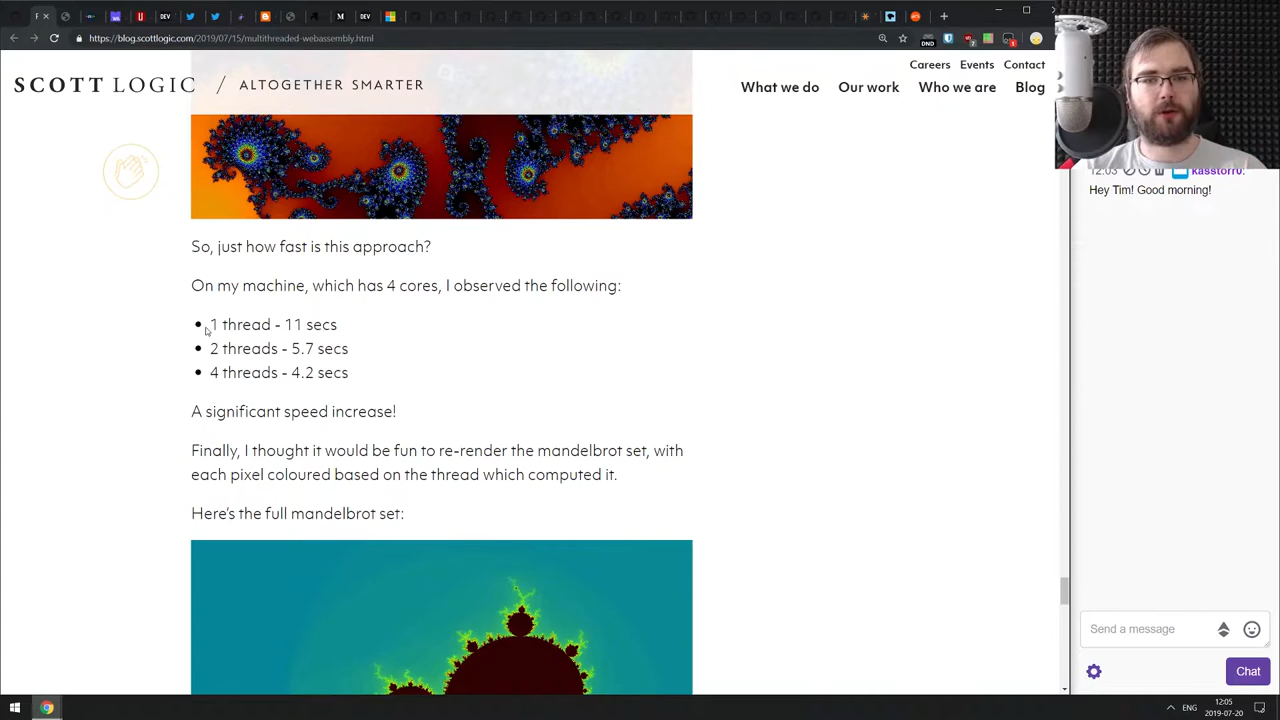 https://blog.scottlogic.com/2019/07/15/multithreaded-webassembly.html
SCOTT LOGIC / ALTOGETHER SMARTER
Careers Events Contact
What we do Our work Who we are Blog
So, just how fast is this approach?
On my machine, which has 4 cores, I observed the following:
1 thread - 11 secs
2 threads - 5.7 secs
4 threads - 4.2 secs
A significant speed increase!
Finally, I thought it would be fun to re-render the mandelbrot set, with
each pixel coloured based on the thread which computed it.
Here's the full mandelbrot set:
12:03 kasstorr0:
Hey Tim! Good morning!
Send a message
Chat
ENG
12:05
2019-07-20